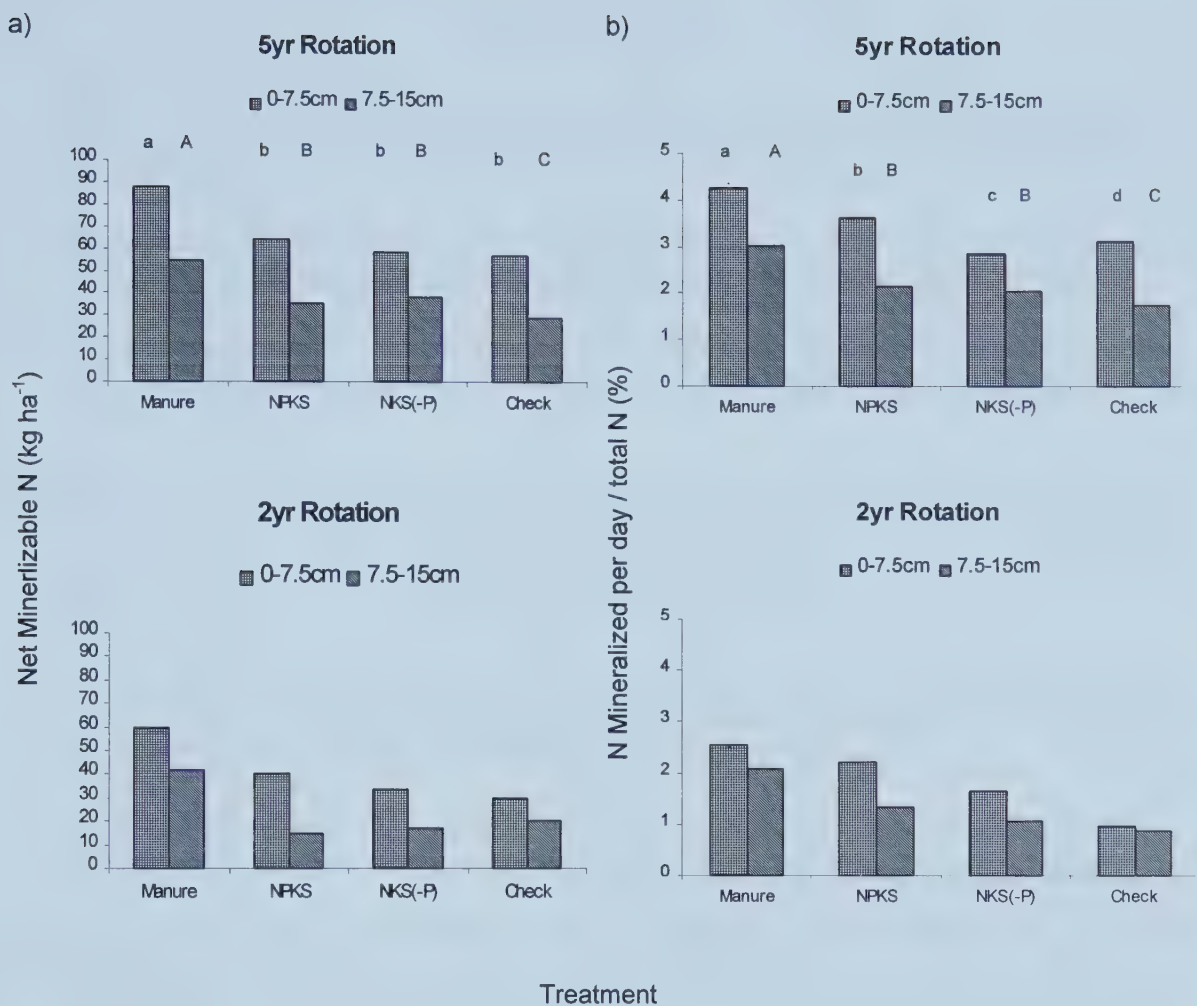 a)
5yr Rotation
0-7.5cm 7.5-15cm
a A b B b B b C
100
90
80
70
60
50
40
30
20
10
0
Manure NPKS NKS(-P) Check
2yr Rotation
0-7.5cm 7.5-15cm
100
90
80
70
60
50
40
30
20
10
0
Manure NPKS NKS(-P) Check
Net Minerlizable N (kg ha⁻¹)
b)
5yr Rotation
0-7.5cm 7.5-15cm
a A
b B
c B d C
5
4
3
2
1
0
Manure NPKS NKS(-P) Check
2yr Rotation
0-7.5cm 7.5-15cm
5
4
3
2
1
0
Manure NPKS NKS(-P) Check
N Mineralized per day / total N (%)
Treatment